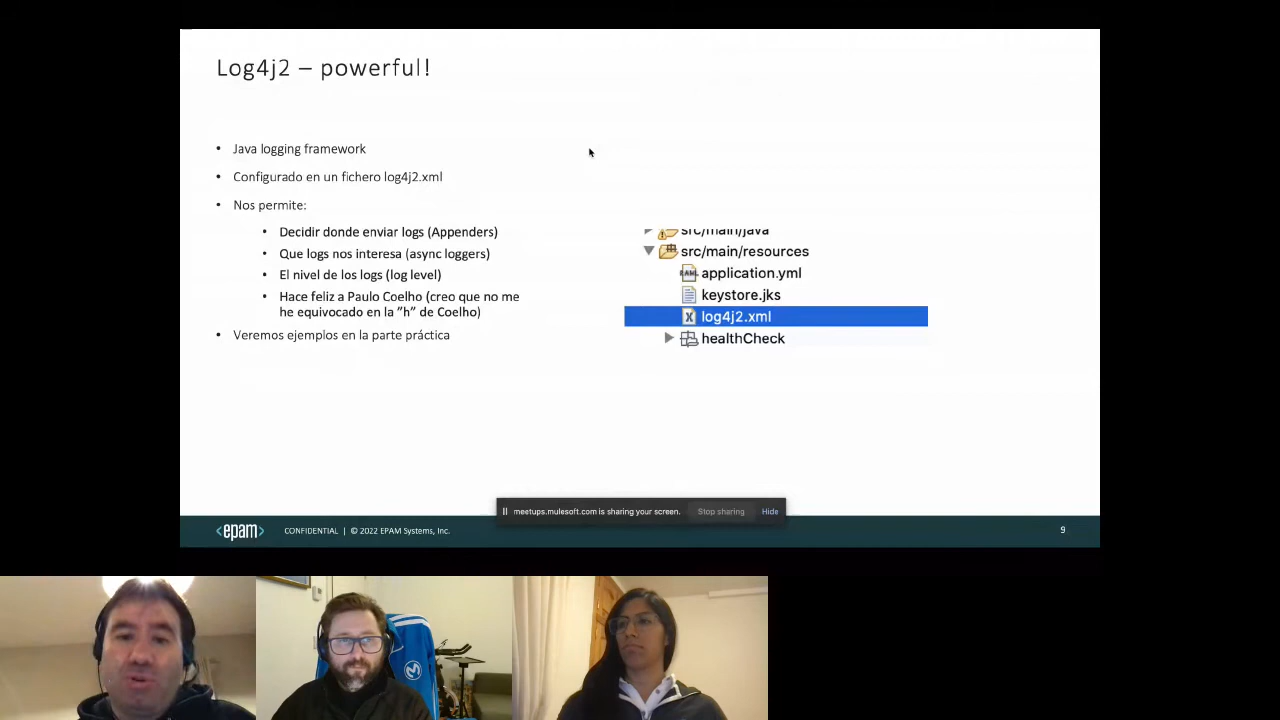 Log4j2 – powerful!
• Java logging framework
• Configurado en un fichero log4j2.xml
• Nos permite:
• Decidir donde enviar logs (Appenders)
• Que logs nos interesa (async loggers)
• El nivel de los logs (log level)
• Hace feliz a Paulo Coelho (creo que no me
he equivocado en la ”h” de Coelho)
• Veremos ejemplos en la parte práctica
src/main/java
src/main/resources
application.yml
keystore.jks
log4j2.xml
healthCheck
meetups.mulesoft.com is sharing your screen. Stop sharing Hide
<epam> CONFIDENTIAL | © 2022 EPAM Systems, Inc. 9